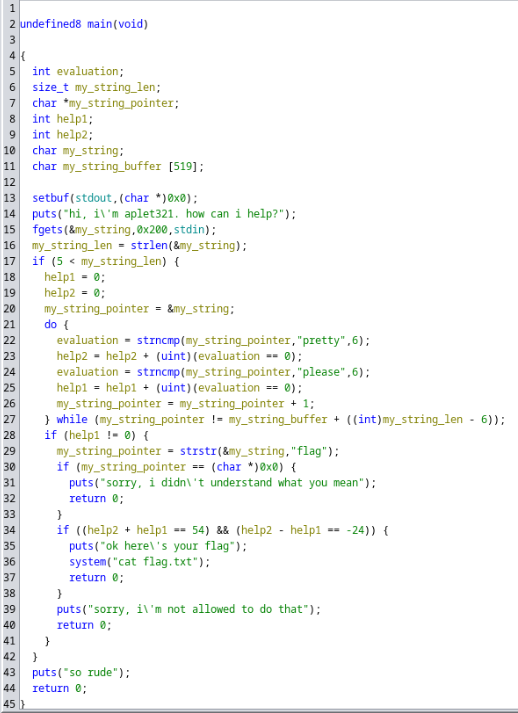 1
2 undefined8 main(void)
3
4 {
5   int evaluation;
6   size_t my_string_len;
7   char *my_string_pointer;
8   int help1;
9   int help2;
10   char my_string;
11   char my_string_buffer [519];
12
13   setbuf(stdout,(char *)0x0);
14   puts("hi, i\'m aplet321. how can i help?");
15   fgets(&my_string,0x200,stdin);
16   my_string_len = strlen(&my_string);
17   if (5 < my_string_len) {
18     help1 = 0;
19     help2 = 0;
20     my_string_pointer = &my_string;
21     do {
22       evaluation = strncmp(my_string_pointer,"pretty",6);
23       help2 = help2 + (uint)(evaluation == 0);
24       evaluation = strncmp(my_string_pointer,"please",6);
25       help1 = help1 + (uint)(evaluation == 0);
26       my_string_pointer = my_string_pointer + 1;
27     } while (my_string_pointer != my_string_buffer + ((int)my_string_len - 6));
28     if (help1 != 0) {
29       my_string_pointer = strstr(&my_string,"flag");
30       if (my_string_pointer == (char *)0x0) {
31         puts("sorry, i didn\'t understand what you mean");
32         return 0;
33       }
34       if ((help2 + help1 == 54) && (help2 - help1 == -24)) {
35         puts("ok here\'s your flag");
36         system("cat flag.txt");
37         return 0;
38       }
39       puts("sorry, i\'m not allowed to do that");
40       return 0;
41     }
42   }
43   puts("so rude");
44   return 0;
45 }